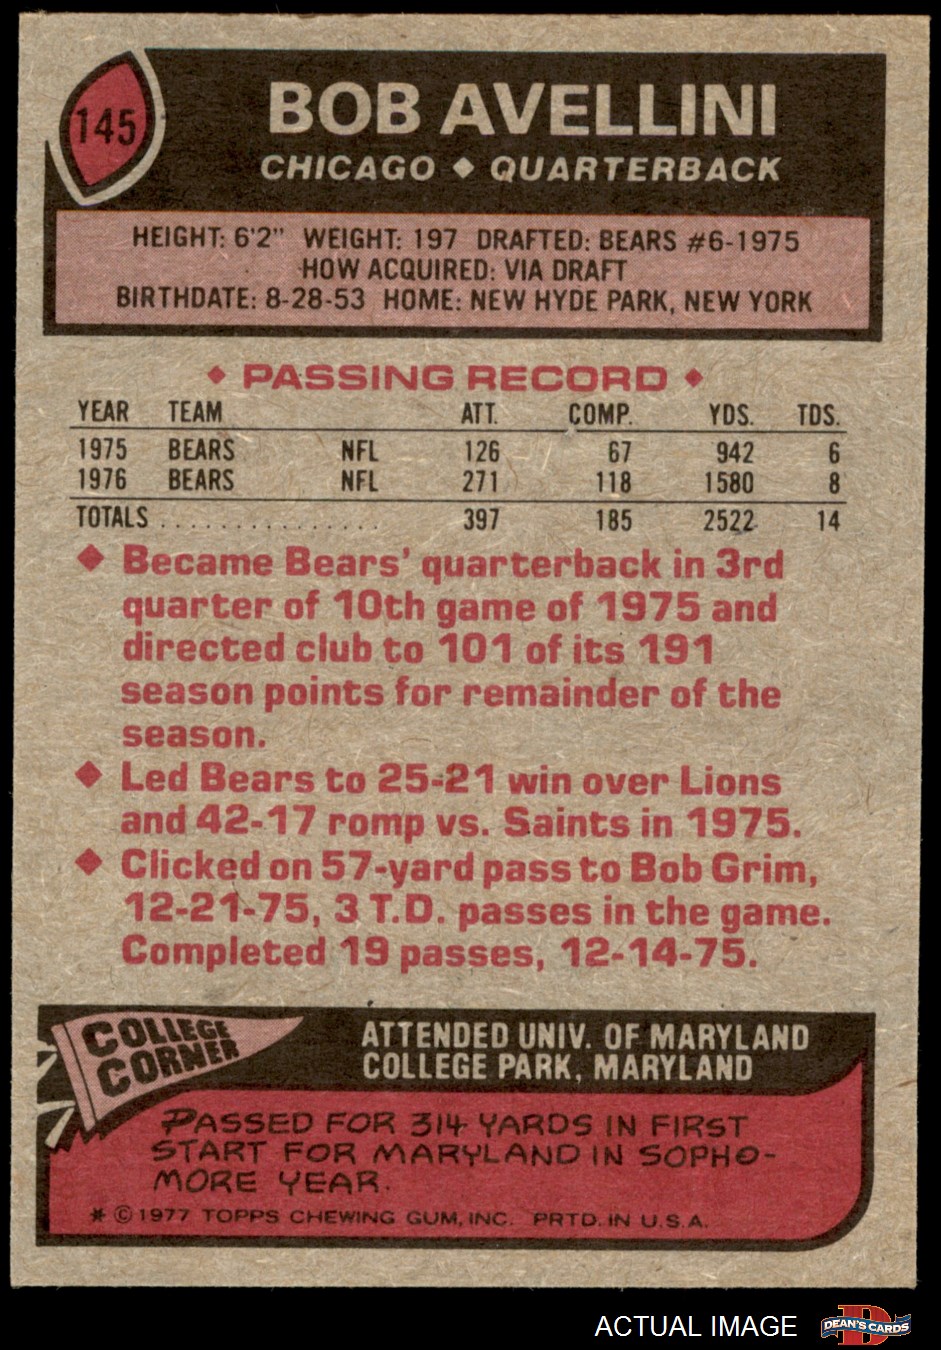 145
BOB AVELLINI
CHICAGO ◆ QUARTERBACK
HEIGHT: 6'2" WEIGHT: 197 DRAFTED: BEARS #6-1975
HOW ACQUIRED: VIA DRAFT
BIRTHDATE: 8-28-53 HOME: NEW HYDE PARK, NEW YORK
◆ PASSING RECORD ◆
YEAR TEAM ATT. COMP. YDS. TDS.
1975 BEARS NFL 126 67 942 6
1976 BEARS NFL 271 118 1580 8
TOTALS . . . . . . . . . . . . . . . . 397 185 2522 14
◆ Became Bears' quarterback in 3rd
quarter of 10th game of 1975 and
directed club to 101 of its 191
season points for remainder of the
season.
◆ Led Bears to 25-21 win over Lions
and 42-17 romp vs. Saints in 1975.
◆ Clicked on 57-yard pass to Bob Grim,
12-21-75, 3 T.D. passes in the game.
Completed 19 passes, 12-14-75.
COLLEGE
CORNER
ATTENDED UNIV. OF MARYLAND
COLLEGE PARK, MARYLAND
PASSED FOR 314 YARDS IN FIRST
START FOR MARYLAND IN SOPHO-
MORE YEAR.
* © 1977 TOPPS CHEWING GUM, INC. PRTD. IN U.S.A.
ACTUAL IMAGE
D
DEAN'S CARDS